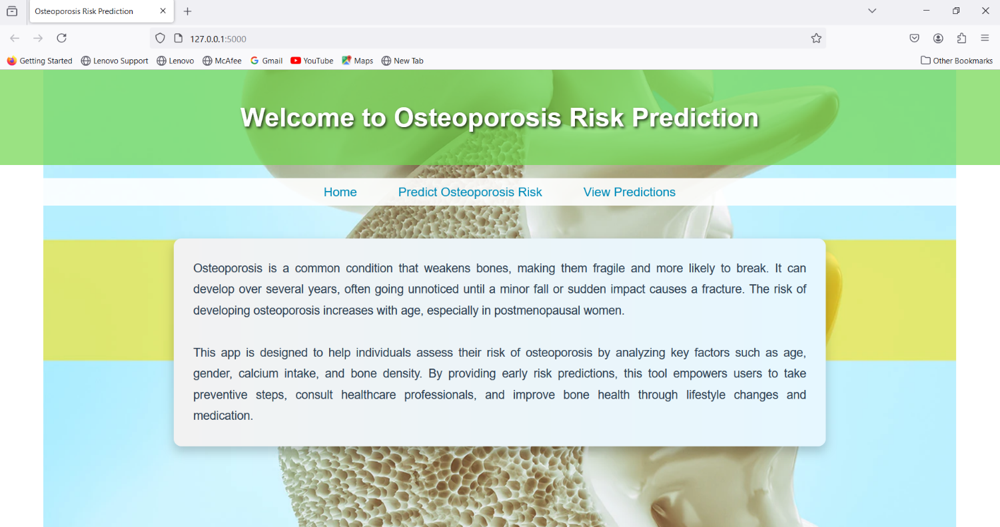 Osteoporosis Risk Prediction
127.0.0.1:5000
Getting Started Lenovo Support Lenovo McAfee Gmail YouTube Maps New Tab Other Bookmarks
Welcome to Osteoporosis Risk Prediction
Home Predict Osteoporosis Risk View Predictions
Osteoporosis is a common condition that weakens bones, making them fragile and more likely to break. It can
develop over several years, often going unnoticed until a minor fall or sudden impact causes a fracture. The risk of
developing osteoporosis increases with age, especially in postmenopausal women.
This app is designed to help individuals assess their risk of osteoporosis by analyzing key factors such as age,
gender, calcium intake, and bone density. By providing early risk predictions, this tool empowers users to take
preventive steps, consult healthcare professionals, and improve bone health through lifestyle changes and
medication.